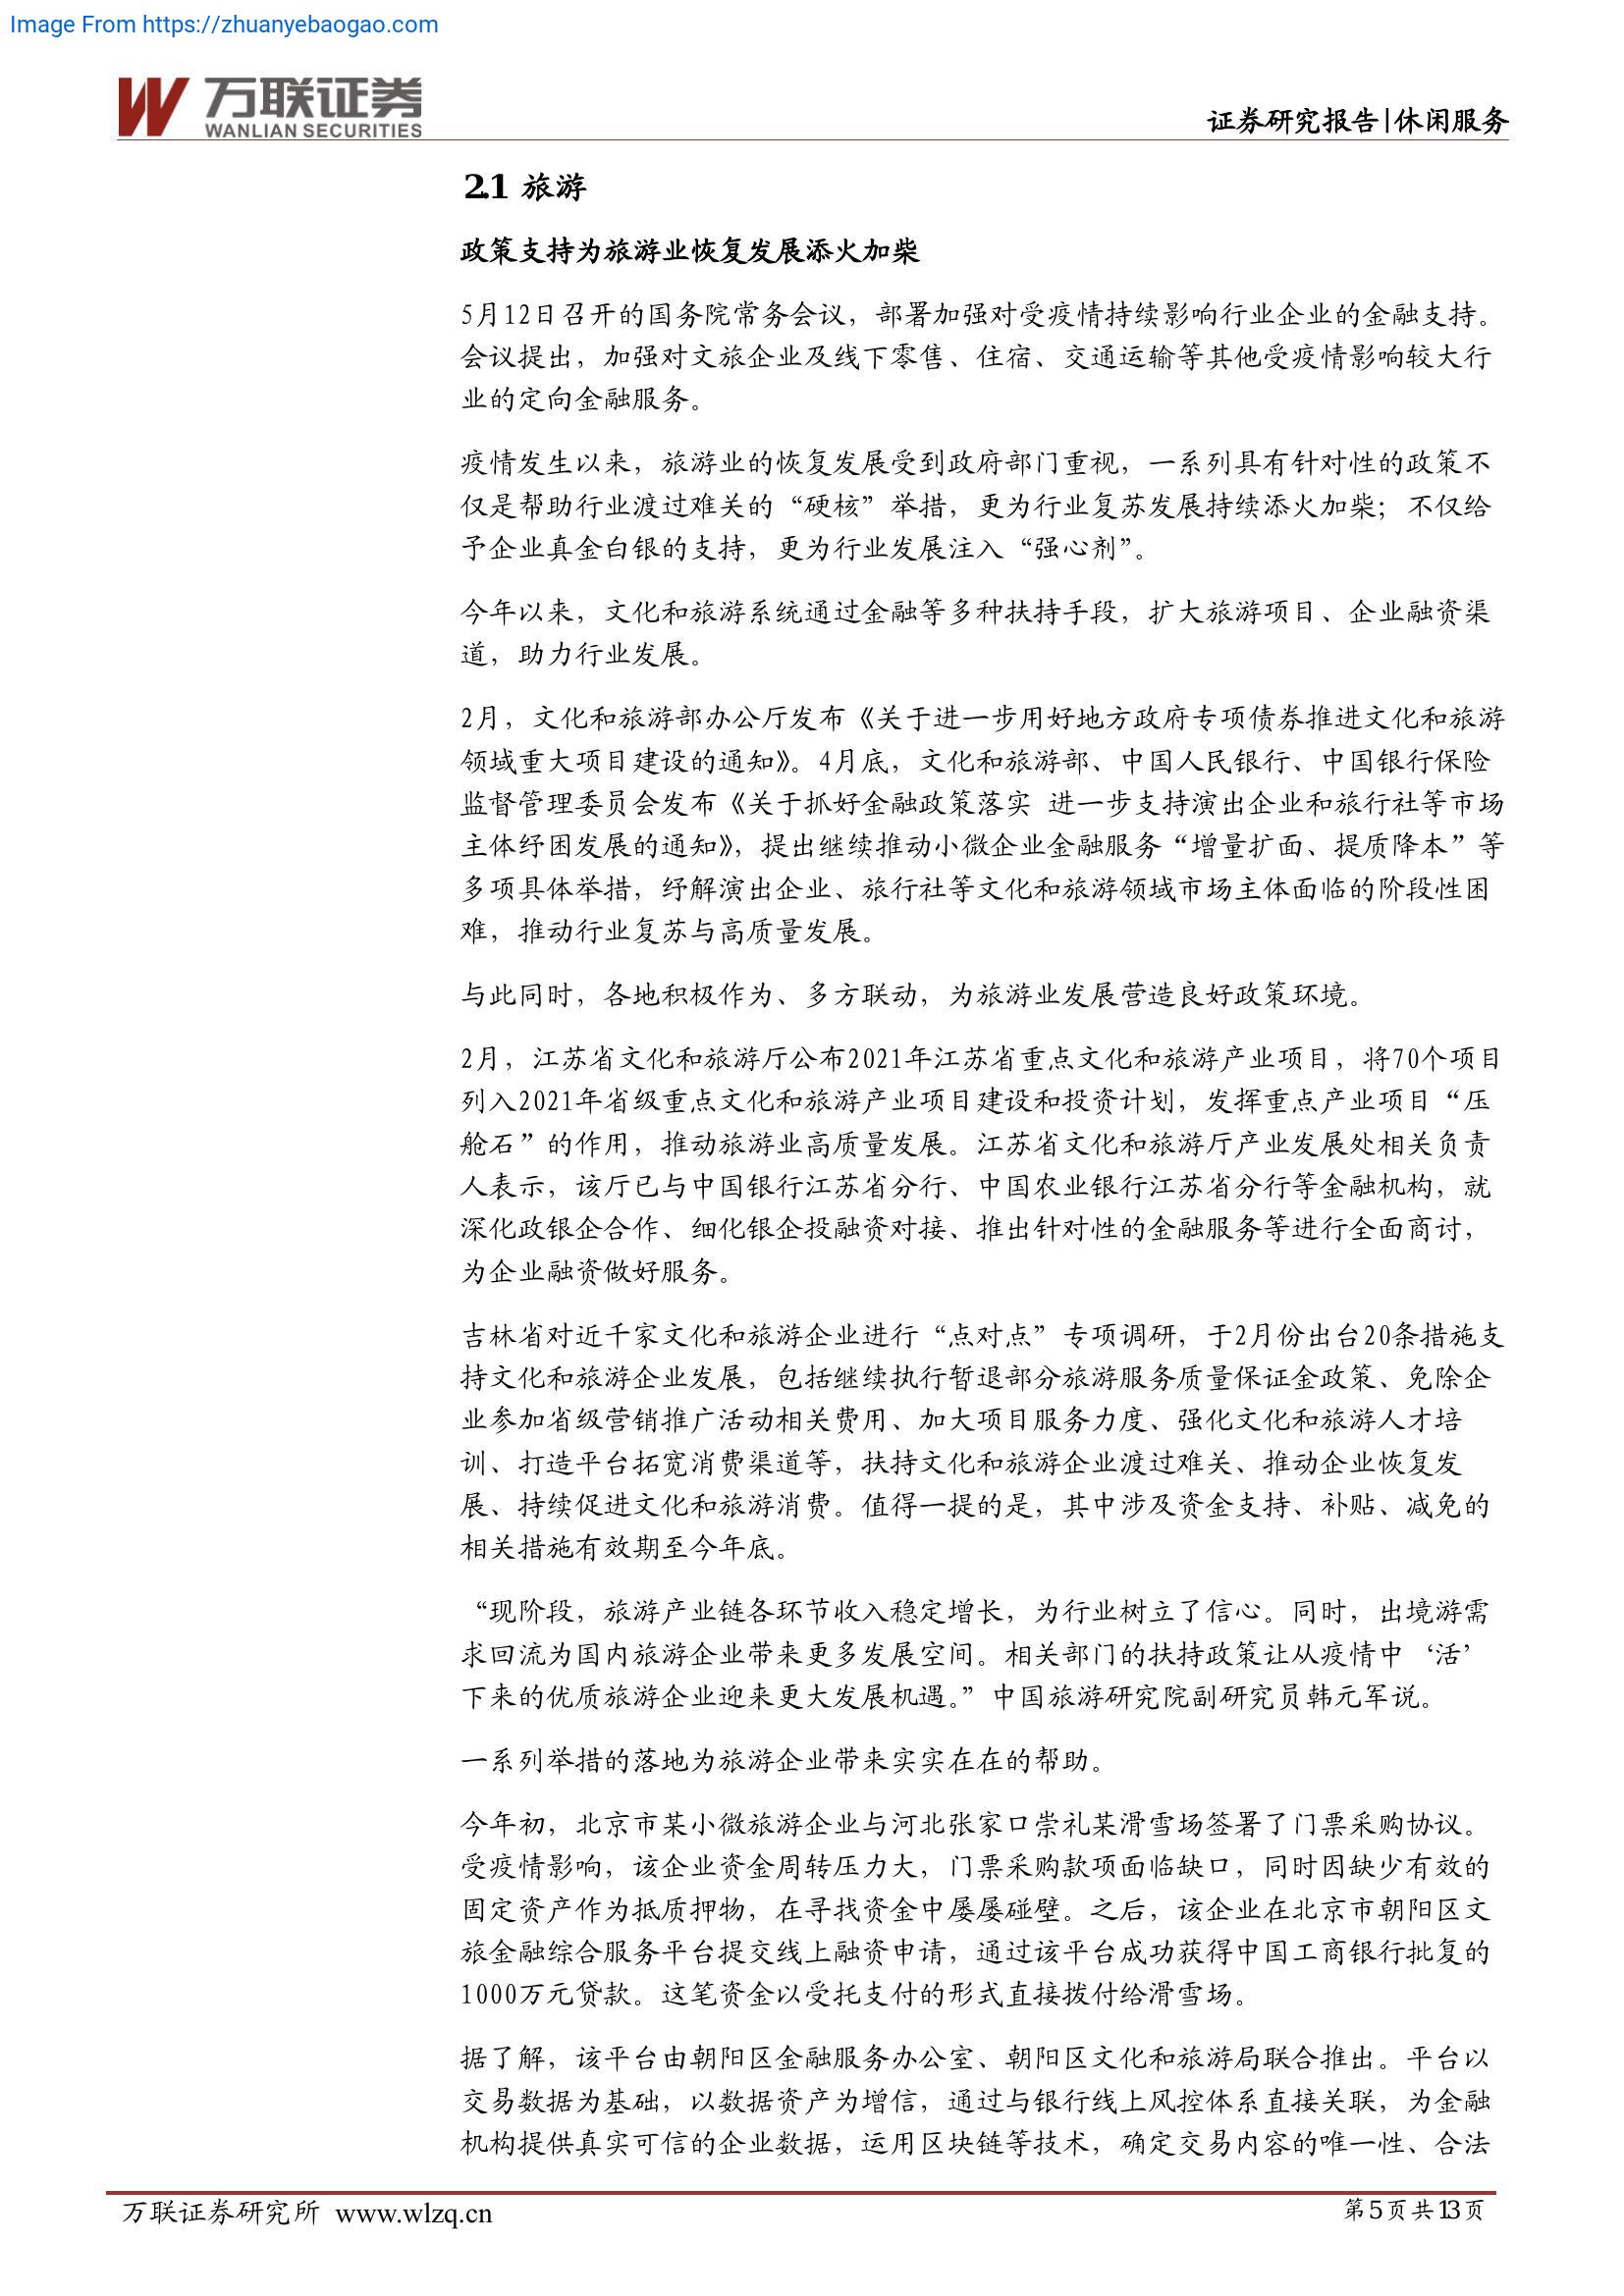 Image From https://zhuanyebaogao.com
万联证券
WANLIAN SECURITIES
证券研究报告|休闲服务
2.1 旅游
政策支持为旅游业恢复发展添火加柴
5月12日召开的国务院常务会议，部署加强对受疫情持续影响行业企业的金融支持。
会议提出，加强对文旅企业及线下零售、住宿、交通运输等其他受疫情影响较大行
业的定向金融服务。
疫情发生以来，旅游业的恢复发展受到政府部门重视，一系列具有针对性的政策不
仅是帮助行业渡过难关的“硬核”举措，更为行业复苏发展持续添火加柴；不仅给
予企业真金白银的支持，更为行业发展注入“强心剂”。
今年以来，文化和旅游系统通过金融等多种扶持手段，扩大旅游项目、企业融资渠
道，助力行业发展。
2月，文化和旅游部办公厅发布《关于进一步用好地方政府专项债券推进文化和旅游
领域重大项目建设的通知》。4月底，文化和旅游部、中国人民银行、中国银行保险
监督管理委员会发布《关于抓好金融政策落实 进一步支持演出企业和旅行社等市场
主体纾困发展的通知》，提出继续推动小微企业金融服务“增量扩面、提质降本”等
多项具体举措，纾解演出企业、旅行社等文化和旅游领域市场主体面临的阶段性困
难，推动行业复苏与高质量发展。
与此同时，各地积极作为、多方联动，为旅游业发展营造良好政策环境。
2月，江苏省文化和旅游厅公布2021年江苏省重点文化和旅游产业项目，将70个项目
列入2021年省级重点文化和旅游产业项目建设和投资计划，发挥重点产业项目“压
舱石”的作用，推动旅游业高质量发展。江苏省文化和旅游厅产业发展处相关负责
人表示，该厅已与中国银行江苏省分行、中国农业银行江苏省分行等金融机构，就
深化政银企合作、细化银企投融资对接、推出针对性的金融服务等进行全面商讨，
为企业融资做好服务。
吉林省对近千家文化和旅游企业进行“点对点”专项调研，于2月份出台20条措施支
持文化和旅游企业发展，包括继续执行暂退部分旅游服务质量保证金政策、免除企
业参加省级营销推广活动相关费用、加大项目服务力度、强化文化和旅游人才培
训、打造平台拓宽消费渠道等，扶持文化和旅游企业渡过难关、推动企业恢复发
展、持续促进文化和旅游消费。值得一提的是，其中涉及资金支持、补贴、减免的
相关措施有效期至今年底。
“现阶段，旅游产业链各环节收入稳定增长，为行业树立了信心。同时，出境游需
求回流为国内旅游企业带来更多发展空间。相关部门的扶持政策让从疫情中‘活’
下来的优质旅游企业迎来更大发展机遇。”中国旅游研究院副研究员韩元军说。
一系列举措的落地为旅游企业带来实实在在的帮助。
今年初，北京市某小微旅游企业与河北张家口崇礼某滑雪场签署了门票采购协议。
受疫情影响，该企业资金周转压力大，门票采购款项面临缺口，同时因缺少有效的
固定资产作为抵质押物，在寻找资金中屡屡碰壁。之后，该企业在北京市朝阳区文
旅金融综合服务平台提交线上融资申请，通过该平台成功获得中国工商银行批复的
1000万元贷款。这笔资金以受托支付的形式直接拨付给滑雪场。
据了解，该平台由朝阳区金融服务办公室、朝阳区文化和旅游局联合推出。平台以
交易数据为基础，以数据资产为增信，通过与银行线上风控体系直接关联，为金融
机构提供真实可信的企业数据，运用区块链等技术，确定交易内容的唯一性、合法
万联证券研究所 www.wlzq.cn
第5页共13页